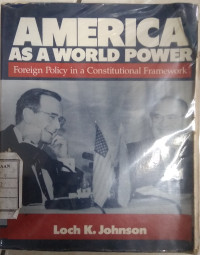 AMERICA
AS A WORLD POWER
Foreign Policy in a Constitutional Framework
Loch K. Johnson